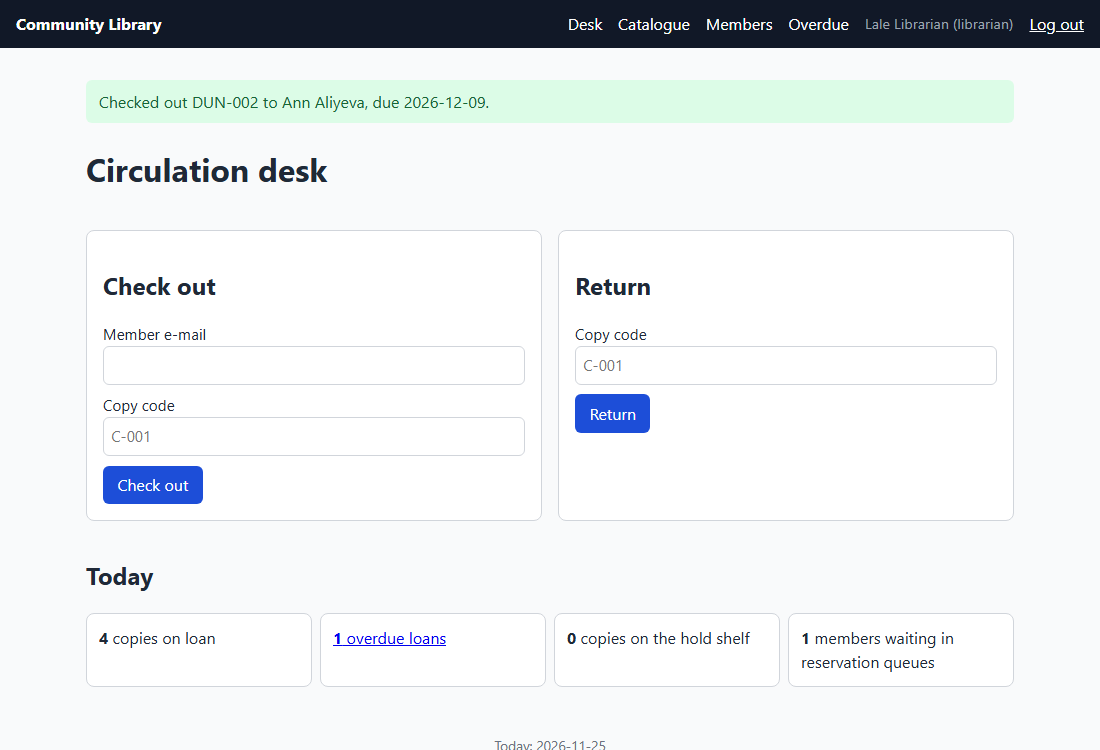 Community Library
Desk Catalogue Members Overdue Lale Librarian (librarian) Log out
Checked out DUN-002 to Ann Aliyeva, due 2026-12-09.
Circulation desk
Check out
Member e-mail
Copy code
C-001
Check out
Return
Copy code
C-001
Return
Today
4 copies on loan
1 overdue loans
0 copies on the hold shelf
1 members waiting in
reservation queues
Today: 2026-11-25